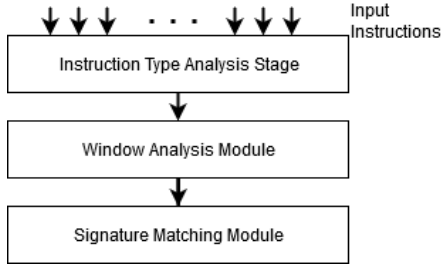 Input
Instructions
Instruction Type Analysis Stage
Window Analysis Module
Signature Matching Module